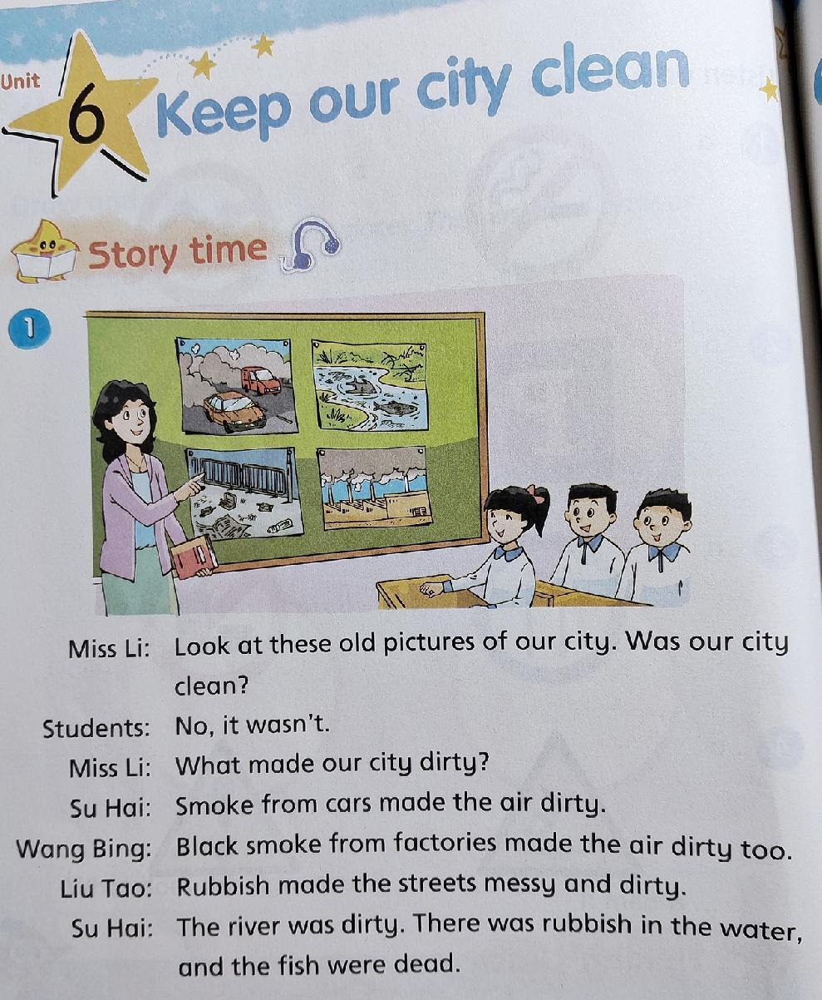 Unit
6
Keep our city clean
Story time
1
Miss Li: Look at these old pictures of our city. Was our city
clean?
Students: No, it wasn't.
Miss Li: What made our city dirty?
Su Hai: Smoke from cars made the air dirty.
Wang Bing: Black smoke from factories made the air dirty too.
Liu Tao: Rubbish made the streets messy and dirty.
Su Hai: The river was dirty. There was rubbish in the water,
and the fish were dead.